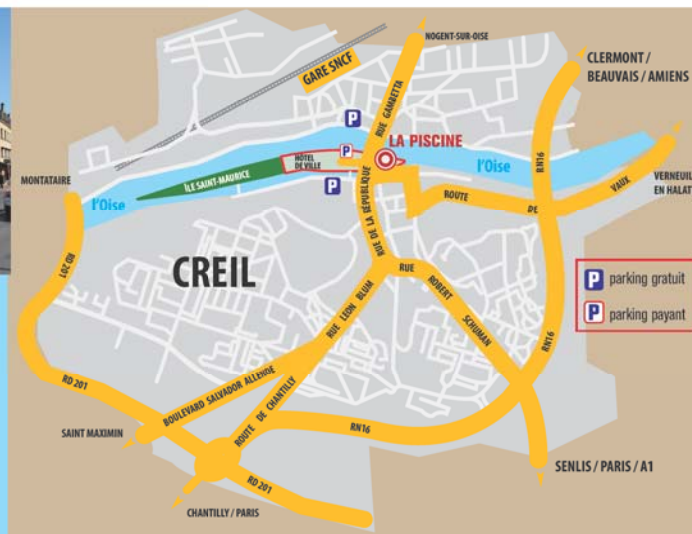 NOGENT-SUR-OISE
CLERMONT /
BEAUVAIS / AMIENS
GARE SNCF
P
RUE GAMBETTA
LA PISCINE
P
HÔTEL
DE VILLE
l'Oise
RN16
MONTATAIRE
ÎLE SAINT-MAURICE
P
l'Oise
RUE DE LA RÉPUBLIQUE
ROUTE DE VAUX
VERNEUIL
EN HALAT
RD 201
CREIL
RUE ROBERT SCHUMAN
RUE LEON BLUM
P parking gratuit
P parking payant
RN16
RD 201
BOULEVARD SALVADOR ALLENDE
ROUTE DE CHANTILLY
RN16
SAINT MAXIMIN
SENLIS / PARIS / A1
RD 201
CHANTILLY / PARIS